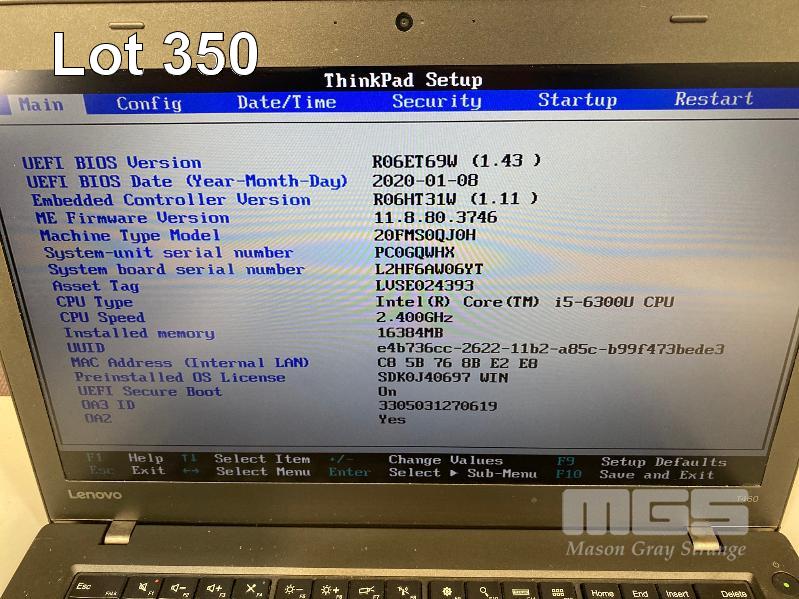 Lot 350
ThinkPad Setup
Main Config Date/Time Security Startup Restart
UEFI BIOS Version R06ET69W (1.43 )
UEFI BIOS Date (Year-Month-Day) 2020-01-08
Embedded Controller Version R06HT31W (1.11 )
ME Firmware Version 11.8.80.3746
Machine Type Model 20FMS0QJ0H
System-unit serial number PC0GQWHX
System board serial number L2HF6AW06YT
Asset Tag LVSE024393
CPU Type Intel(R) Core(TM) i5-6300U CPU
CPU Speed 2.400GHz
Installed memory 16384MB
UUID e4b736cc-2622-11b2-a85c-b99f473bede3
MAC Address (Internal LAN) C8 5B 76 8B E2 E8
Preinstalled OS License SDK0J40697 WIN
UEFI Secure Boot On
OA3 ID 3305031270619
OA2 Yes
F1 Help ↑↓ Select Item +/- Change Values F9 Setup Defaults
Esc Exit ↔ Select Menu Enter Select ▸ Sub-Menu F10 Save and Exit
Lenovo
T460
MGS
Mason Gray Strange
Esc Home End Insert Delete